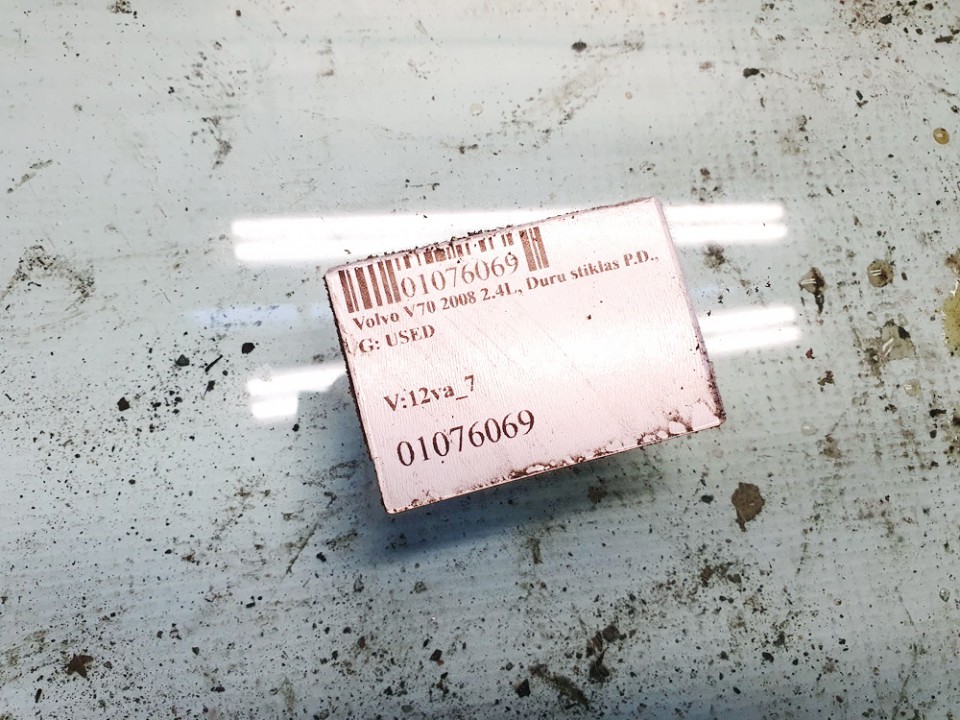 01076069
Volvo V70 2008 2.4L, Duru stiklas P.D.,
G: USED
V:12va_7
01076069